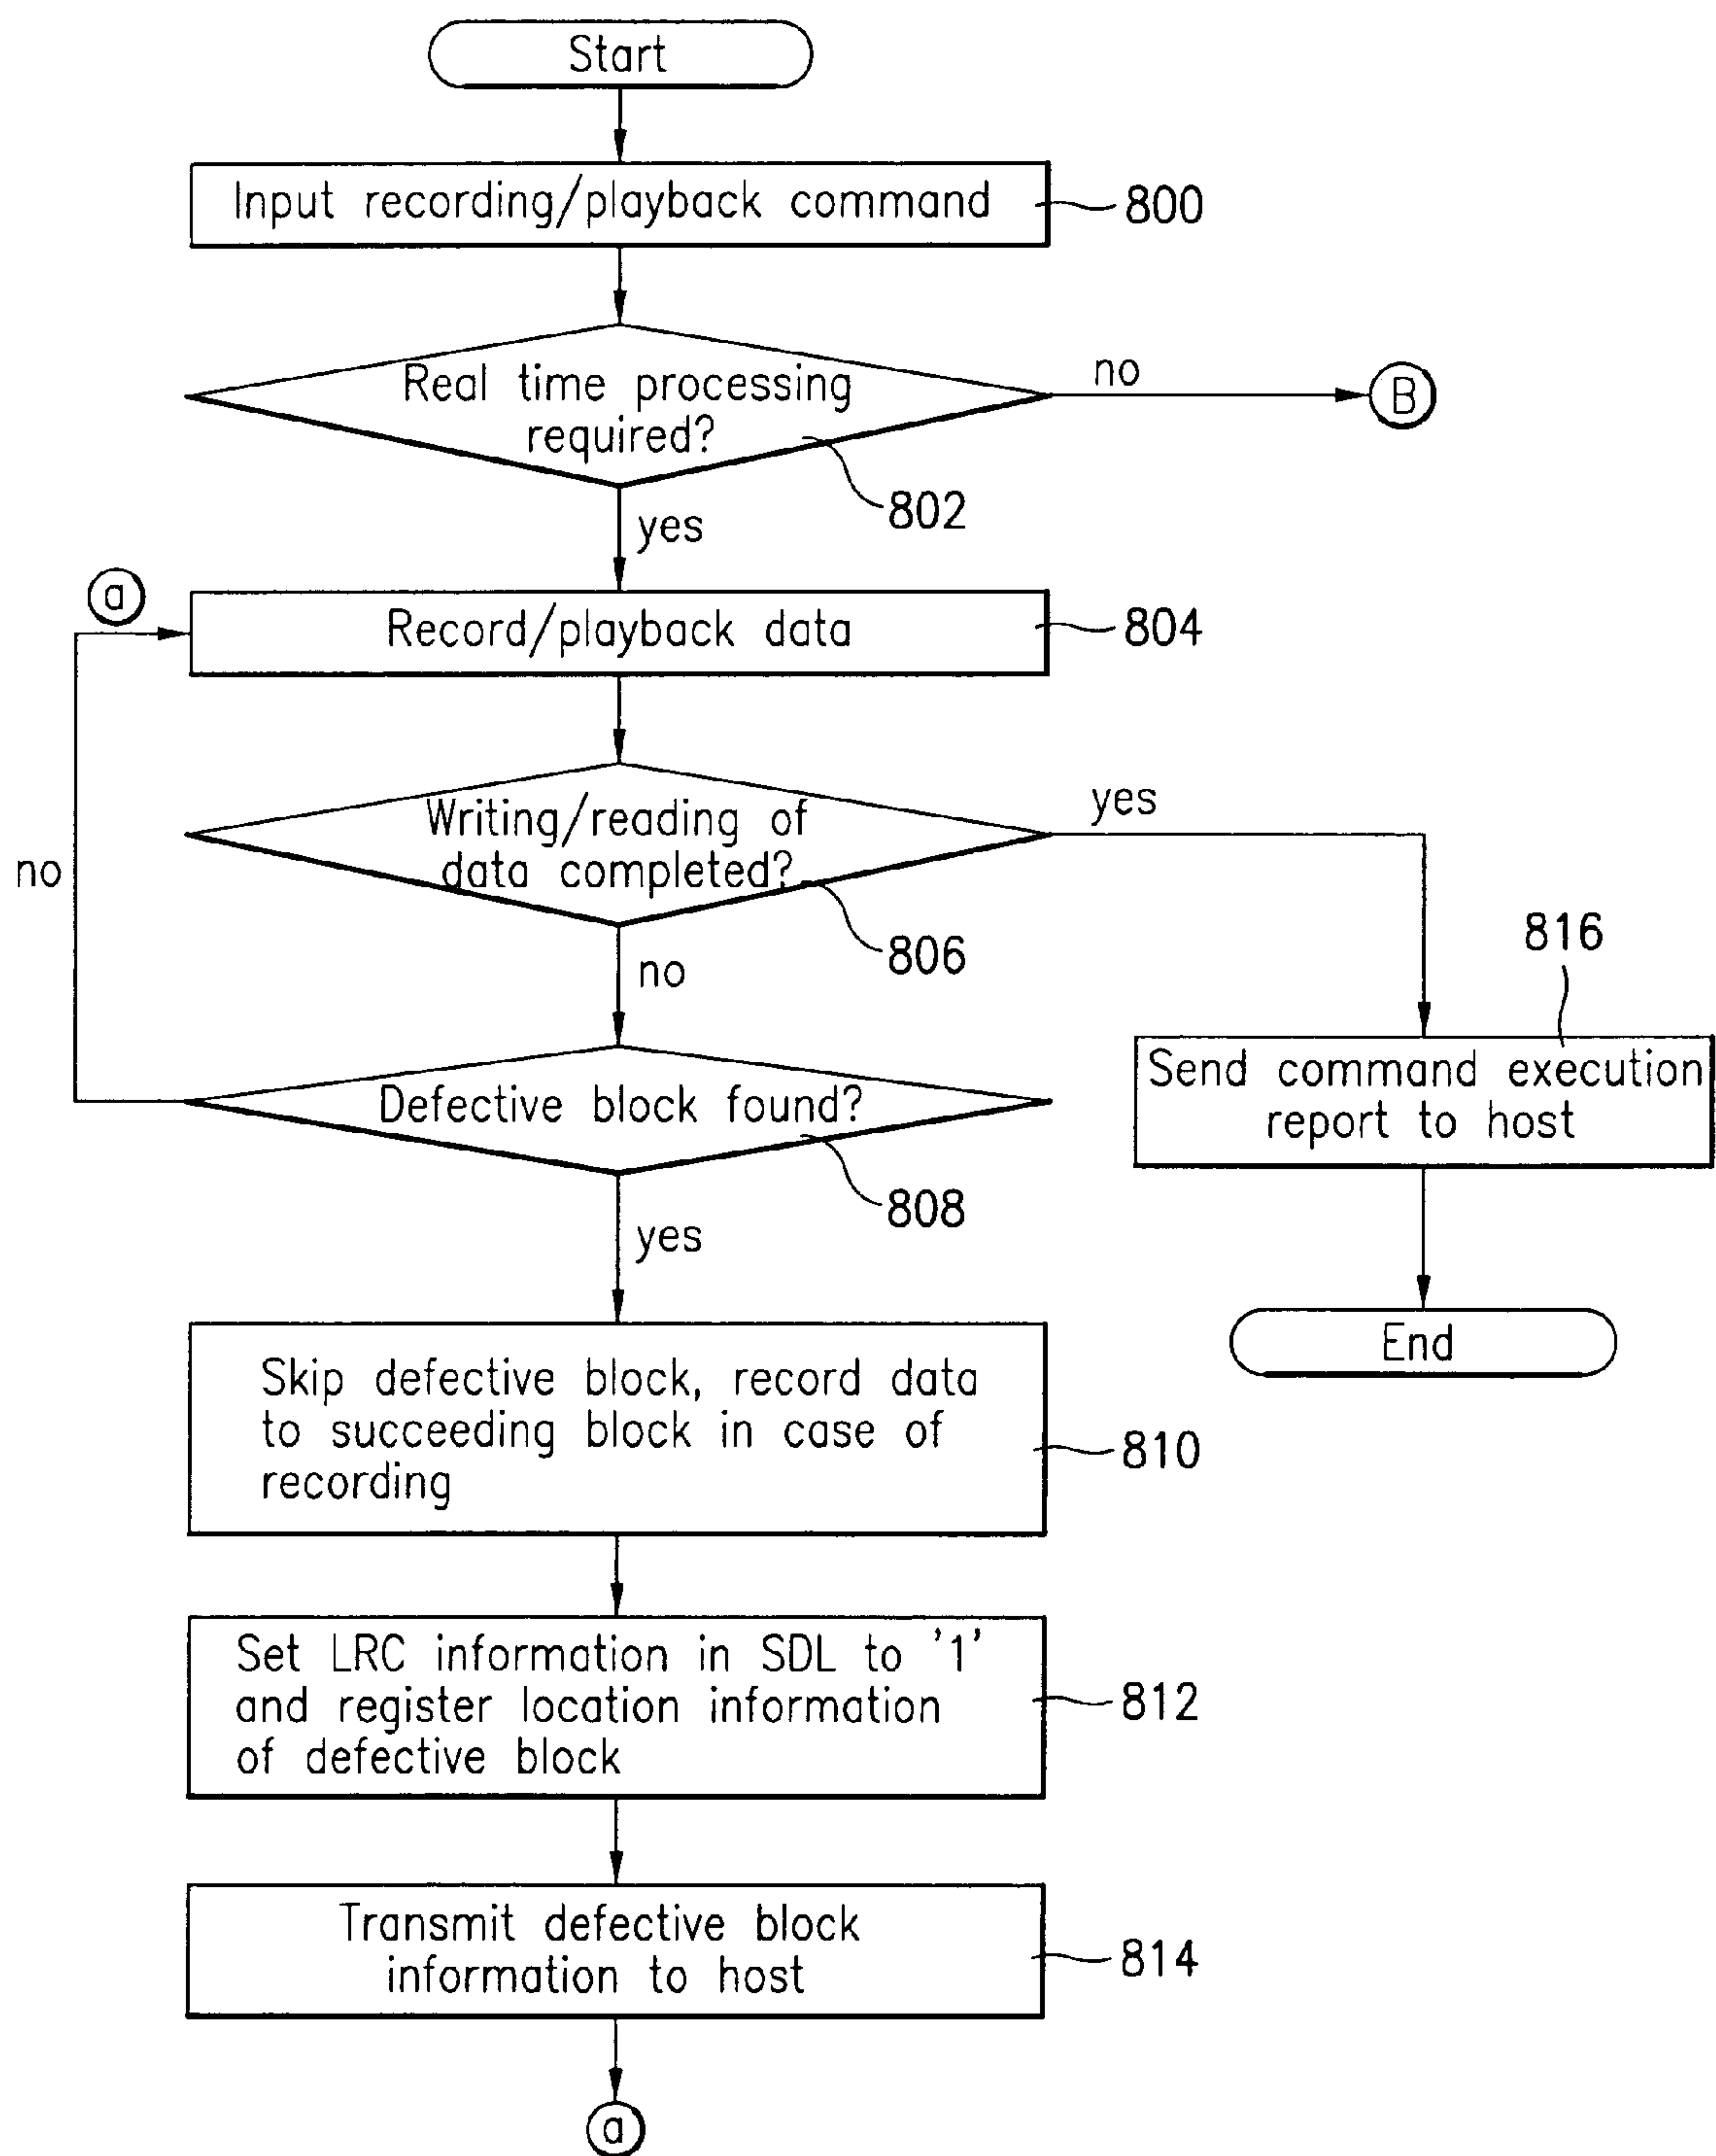 Start
Input recording/playback command
800
Real time processing
required?
no
B
802
yes
a
Record/playback data
804
Writing/reading of
data completed?
yes
no
806
no
816
Defective block found?
Send command execution
report to host
808
yes
End
Skip defective block, record data
to succeeding block in case of
recording
810
Set LRC information in SDL to '1'
and register location information
of defective block
812
Transmit defective block
information to host
814
a